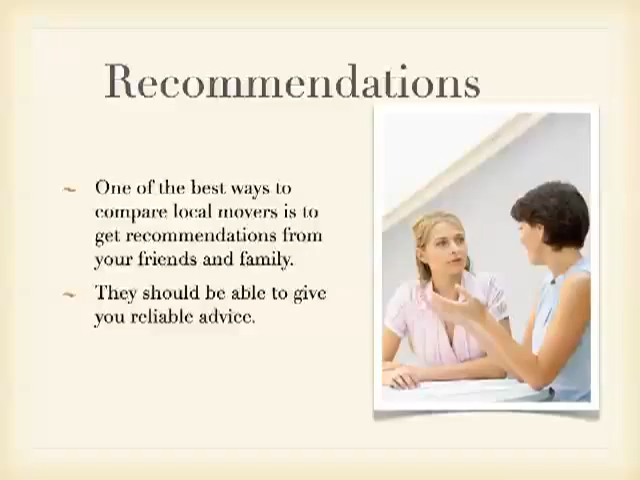 Recommendations
One of the best ways to
compare local movers is to
get recommendations from
your friends and family.
They should be able to give
you reliable advice.